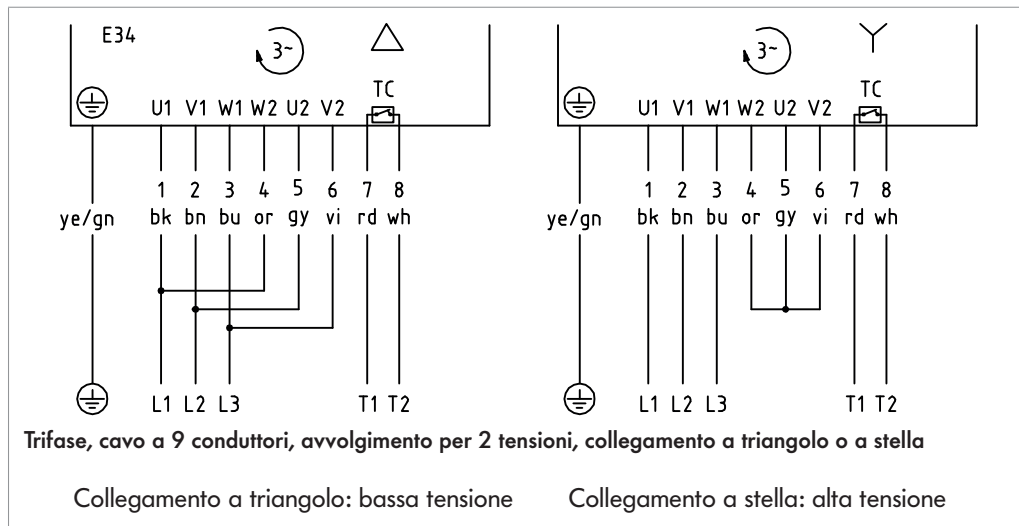 E34 3~ 3~
TC TC
U1 V1 W1 W2 U2 V2 U1 V1 W1 W2 U2 V2
1 2 3 4 5 6 7 8 1 2 3 4 5 6 7 8
ye/gn bk bn bu or gy vi rd wh ye/gn bk bn bu or gy vi rd wh
L1 L2 L3 T1 T2 L1 L2 L3 T1 T2
Trifase, cavo a 9 conduttori, avvolgimento per 2 tensioni, collegamento a triangolo o a stella
Collegamento a triangolo: bassa tensione Collegamento a stella: alta tensione